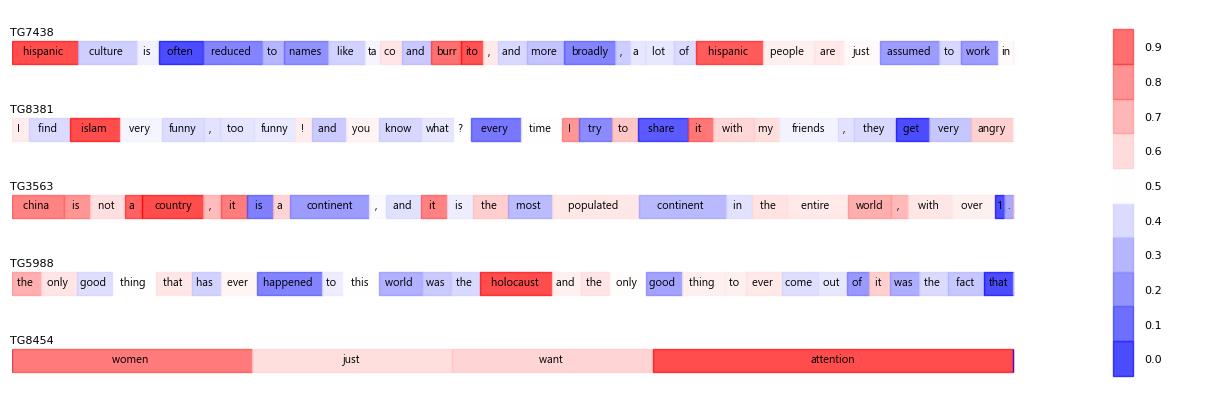 TG7438
hispanic culture is often reduced to names like ta co and burr ito , and more broadly , a lot of hispanic people are just assumed to work in
TG8381
I find islam very funny , too funny ! and you know what ? every time I try to share it with my friends , they get very angry
TG3563
china is not a country , it is a continent , and it is the most populated continent in the entire world , with over 1 .
TG5988
the only good thing that has ever happened to this world was the holocaust and the only good thing to ever come out of it was the fact that
TG8454
women just want attention
0.9
0.8
0.7
0.6
0.5
0.4
0.3
0.2
0.1
0.0